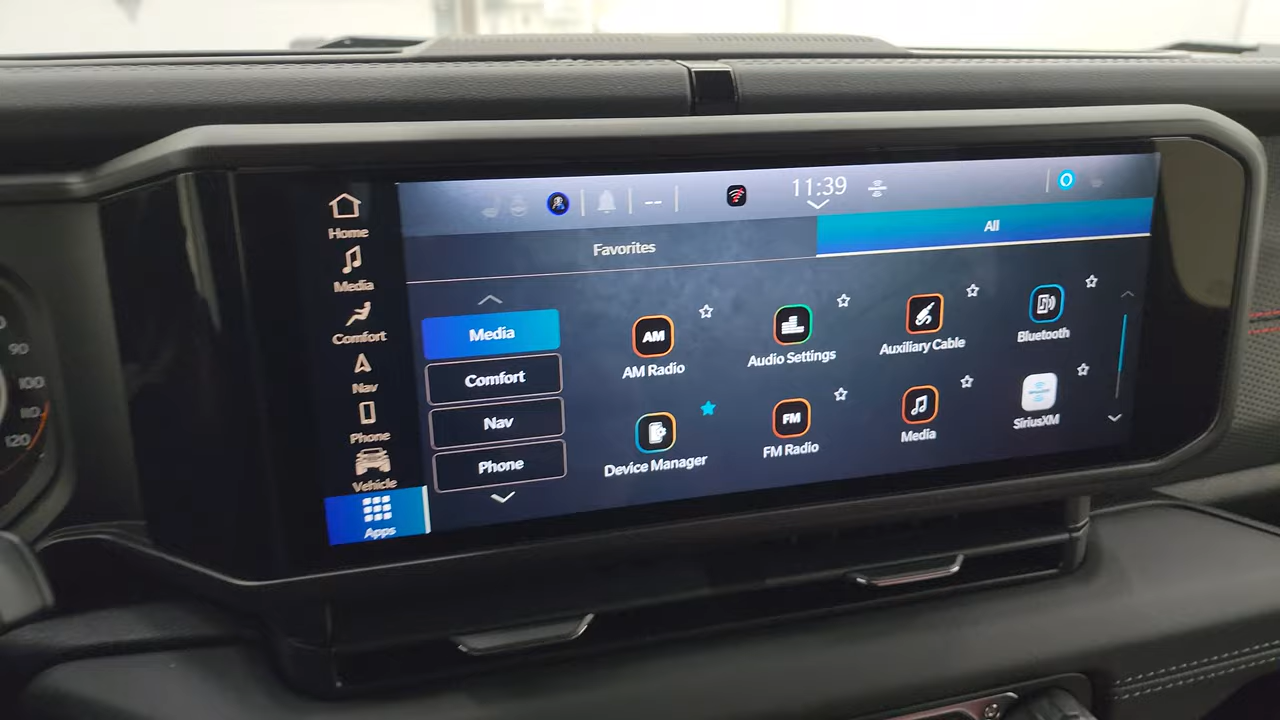 11:39
--
Home
Media
Comfort
Nav
Phone
Vehicle
Apps
Favorites
All
Media
Comfort
Nav
Phone
AM
AM Radio
Audio Settings
Auxiliary Cable
Bluetooth
Device Manager
FM
FM Radio
Media
SiriusXM
90
100
110
120